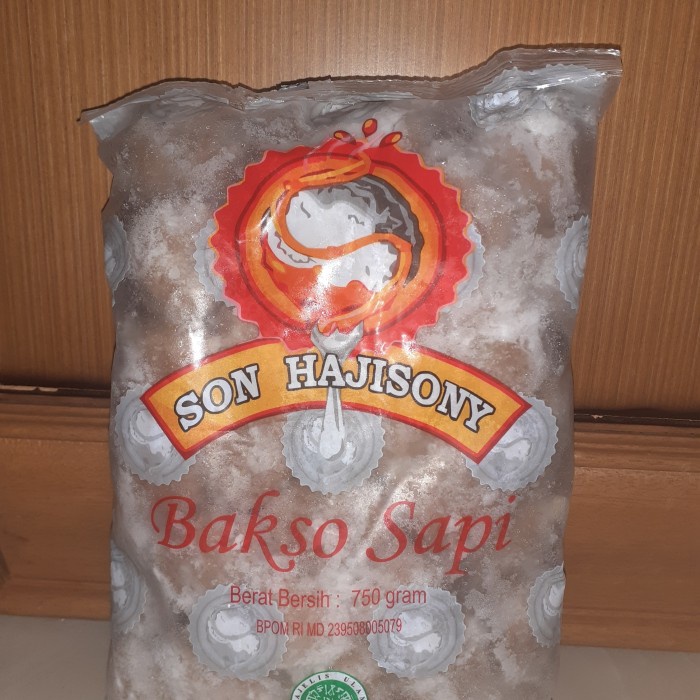 SON HAJISONY
Bakso Sapi
Berat Bersih : 750 gram
BPOM RI MD 239508005079